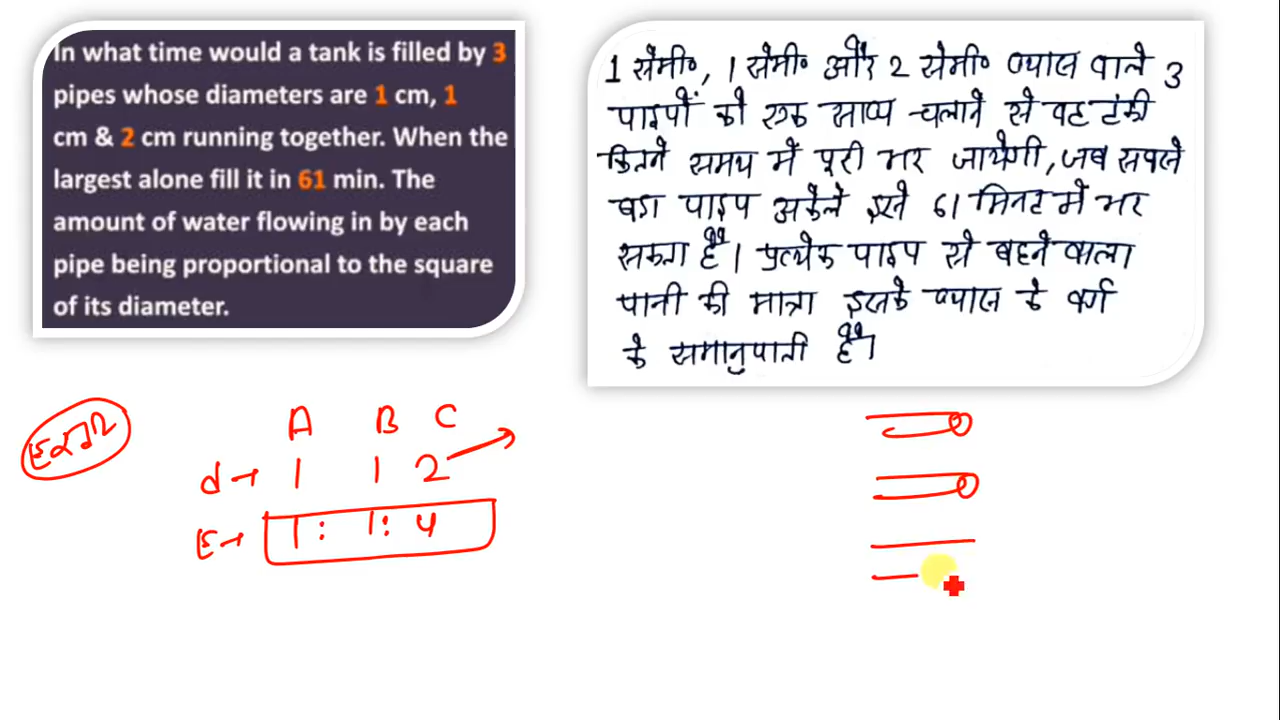 In what time would a tank is filled by 3
pipes whose diameters are 1 cm, 1
cm & 2 cm running together. When the
largest alone fill it in 61 min. The
amount of water flowing in by each
pipe being proportional to the square
of its diameter.
1 सेमी०, 1 सेमी० और 2 सेमी० व्यास वाले 3
पाइपों को एक साथ चलाने से वह टंकी
कितने समय में पूरी भर जायेगी, जब सबसे
बड़ा पाइप अकेले इसे 61 मिनट में भर
सकता है। प्रत्येक पाइप से बहने वाला
पानी की मात्रा इसके व्यास के वर्ग
के समानुपाती है।
A B C
d→ 1 1 2
E→ 1: 1: 4